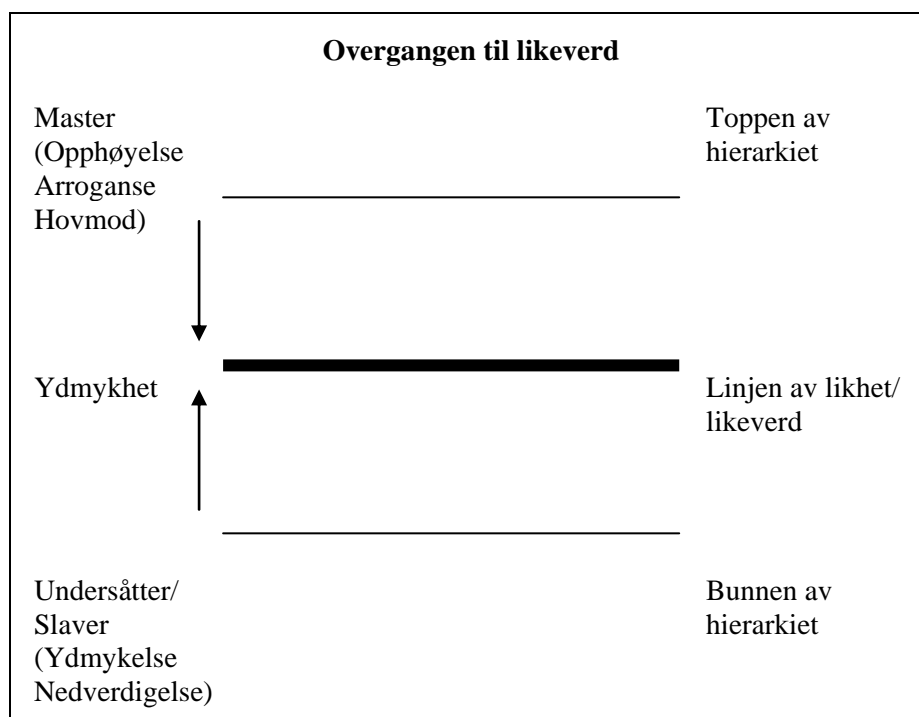 Overgangen til likeverd
Master
(Opphøyelse
Arroganse
Hovmod)
Toppen av
hierarkiet
Ydmykhet
Linjen av likhet/
likeverd
Undersåtter/
Slaver
(Ydmykelse
Nedverdigelse)
Bunnen av
hierarkiet